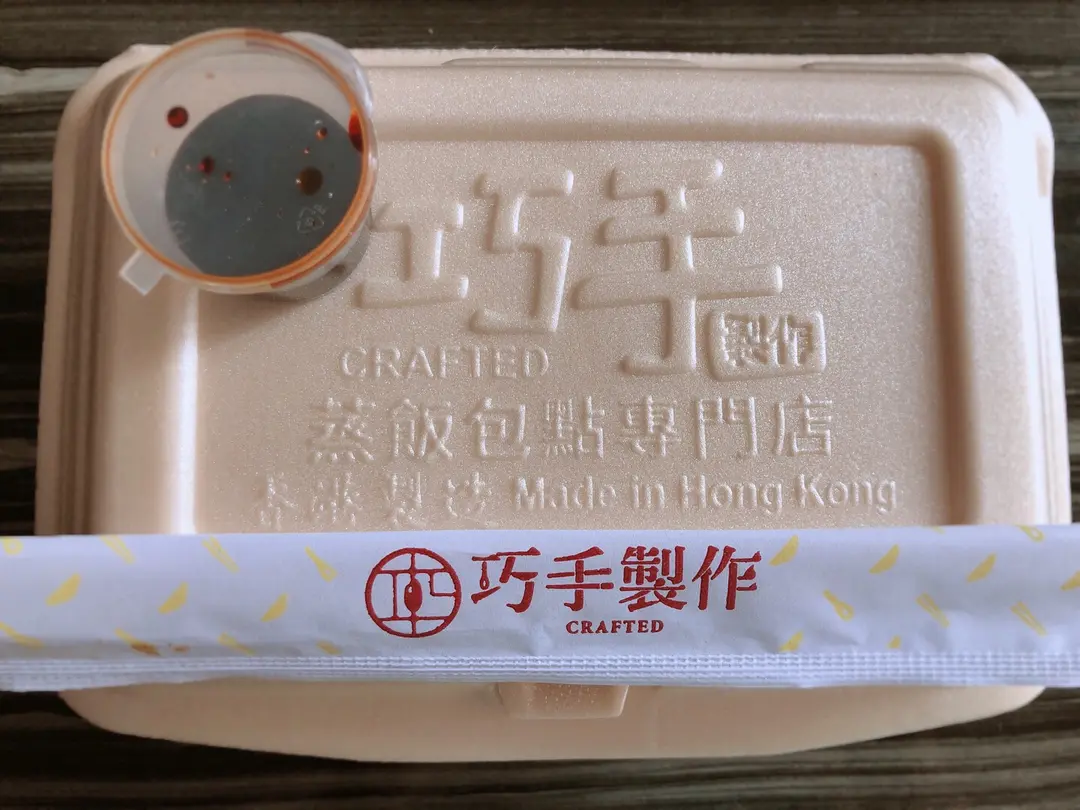 巧手
製作
CRAFTED
蒸飯包點專門店
香港製造 Made in Hong Kong
巧手製作
CRAFTED